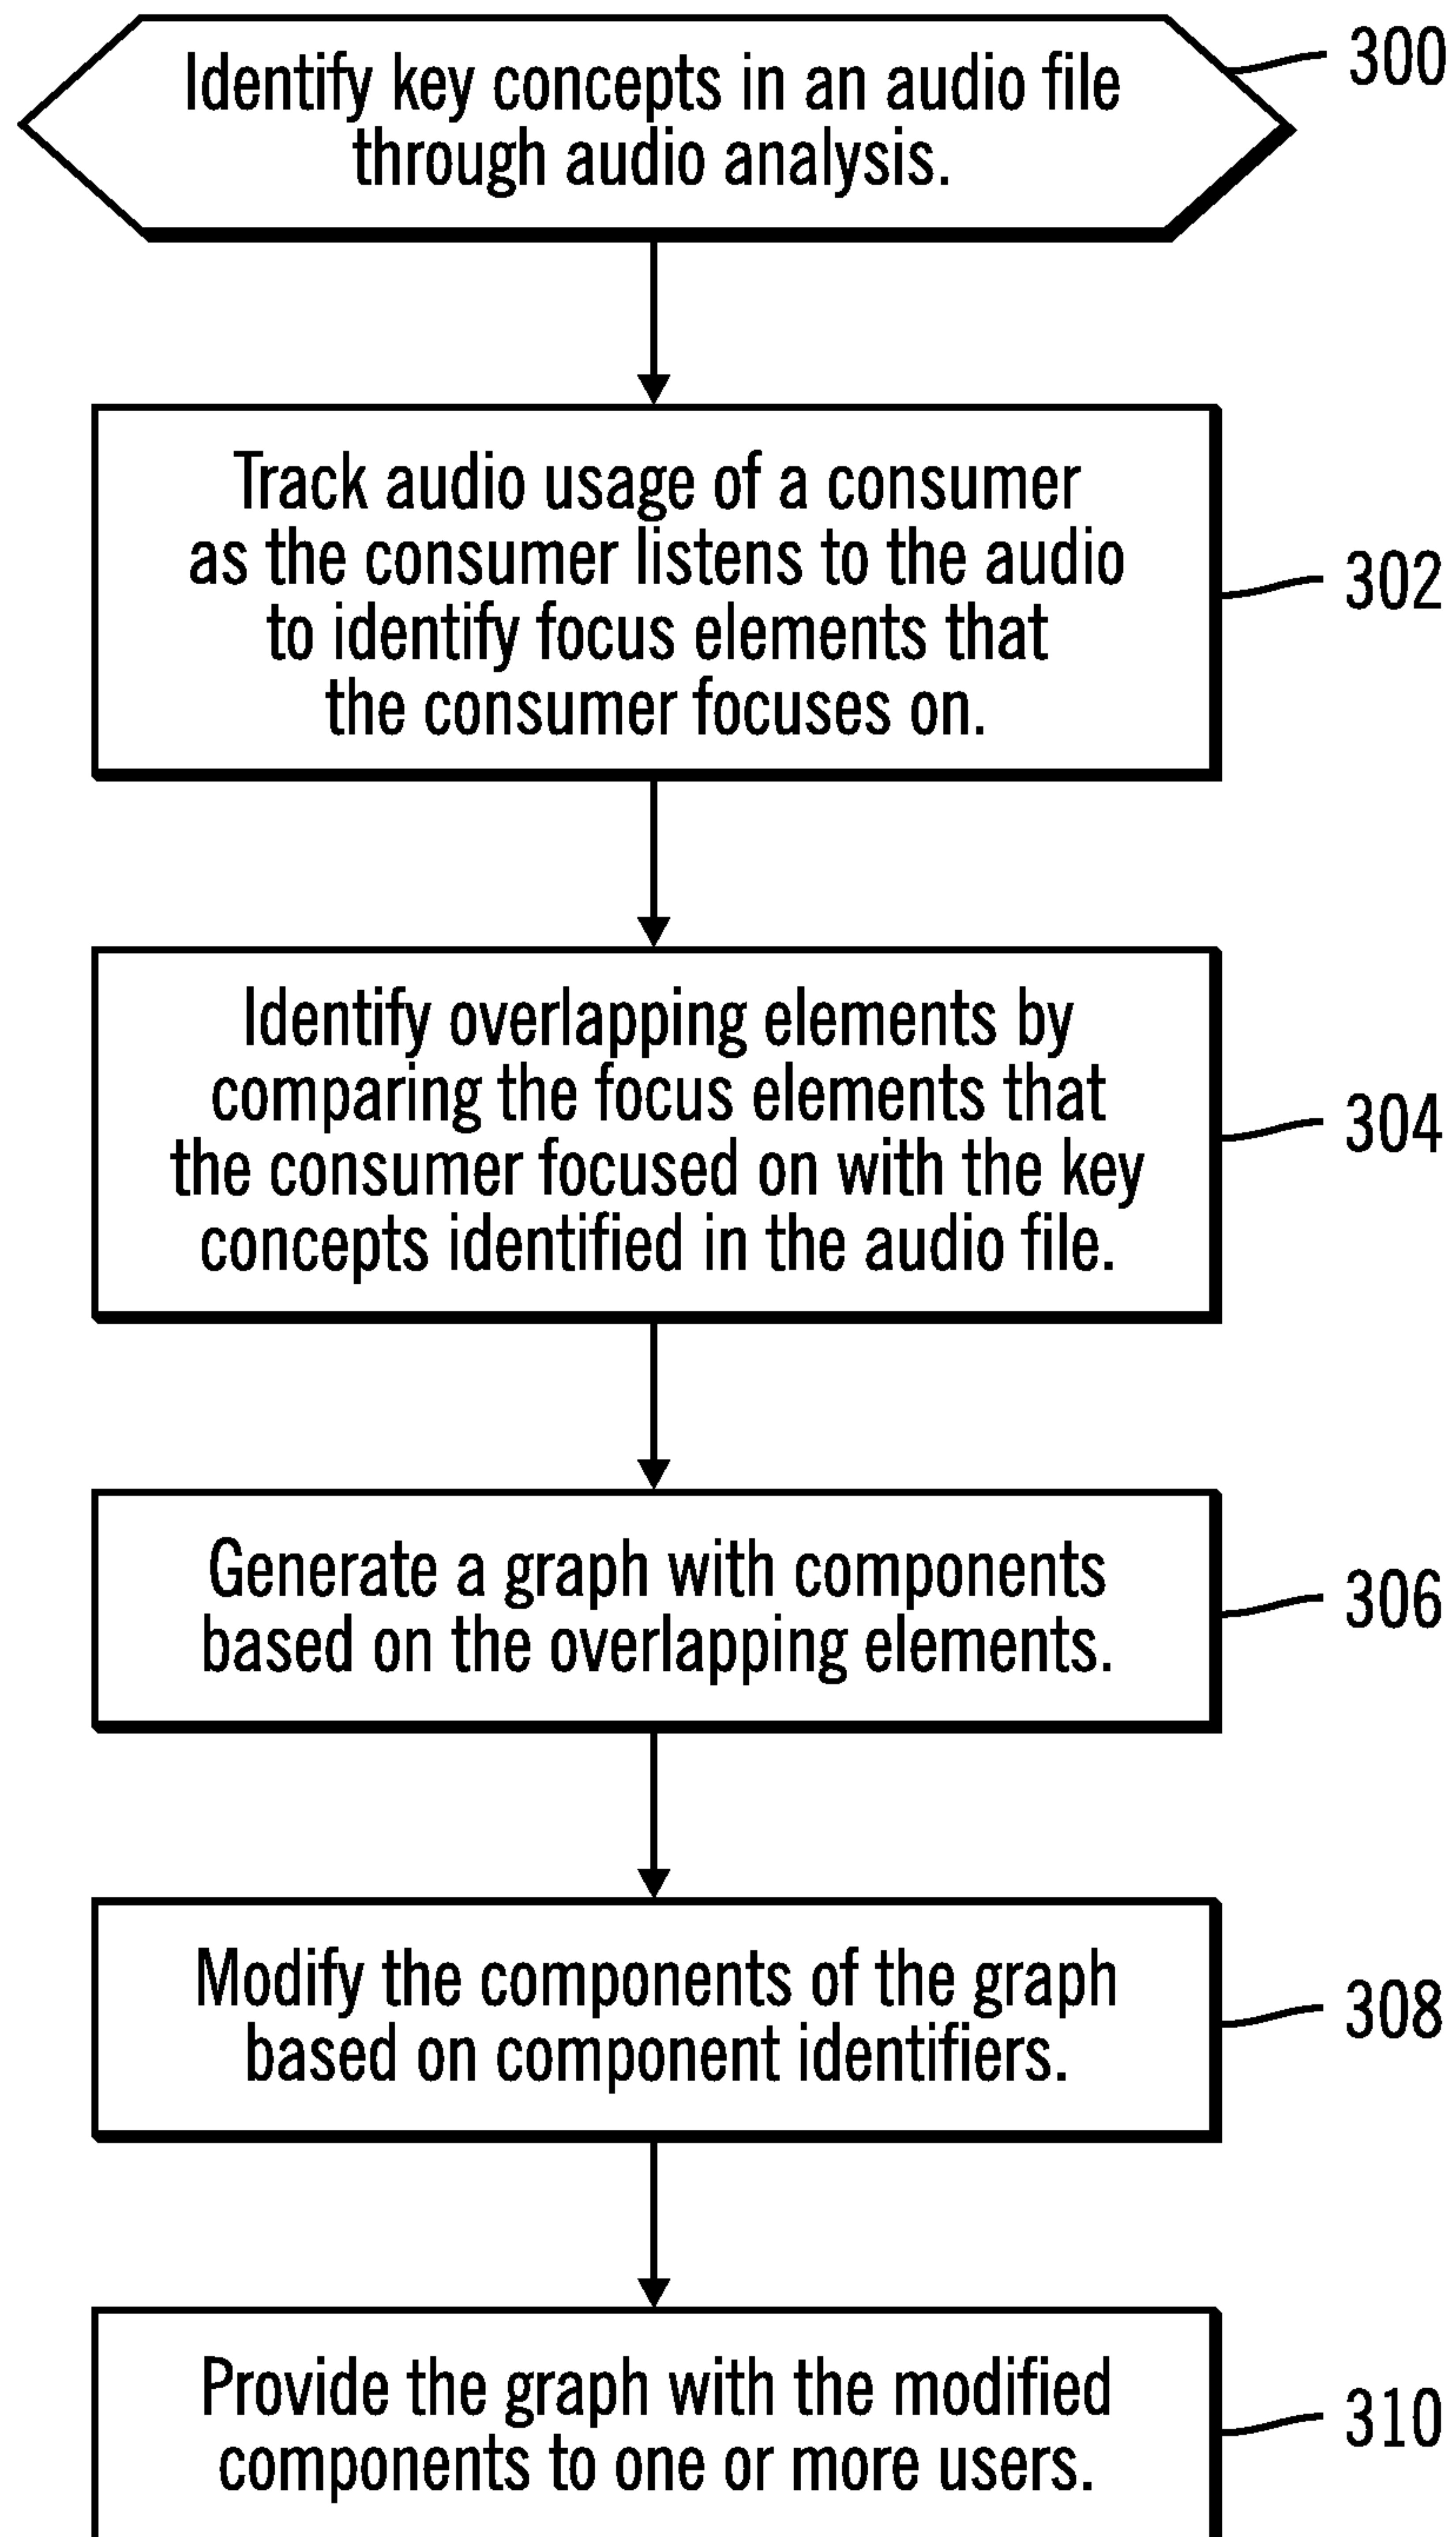 Identify key concepts in an audio file
through audio analysis.
300
Track audio usage of a consumer
as the consumer listens to the audio
to identify focus elements that
the consumer focuses on.
302
Identify overlapping elements by
comparing the focus elements that
the consumer focused on with the key
concepts identified in the audio file.
304
Generate a graph with components
based on the overlapping elements.
306
Modify the components of the graph
based on component identifiers.
308
Provide the graph with the modified
components to one or more users.
310